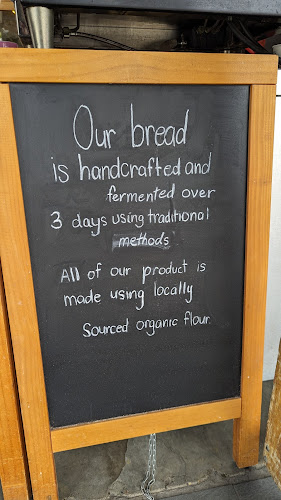 Our bread
is handcrafted and
fermented over
3 days using traditional
methods
All of our product is
made using locally
Sourced organic flour.